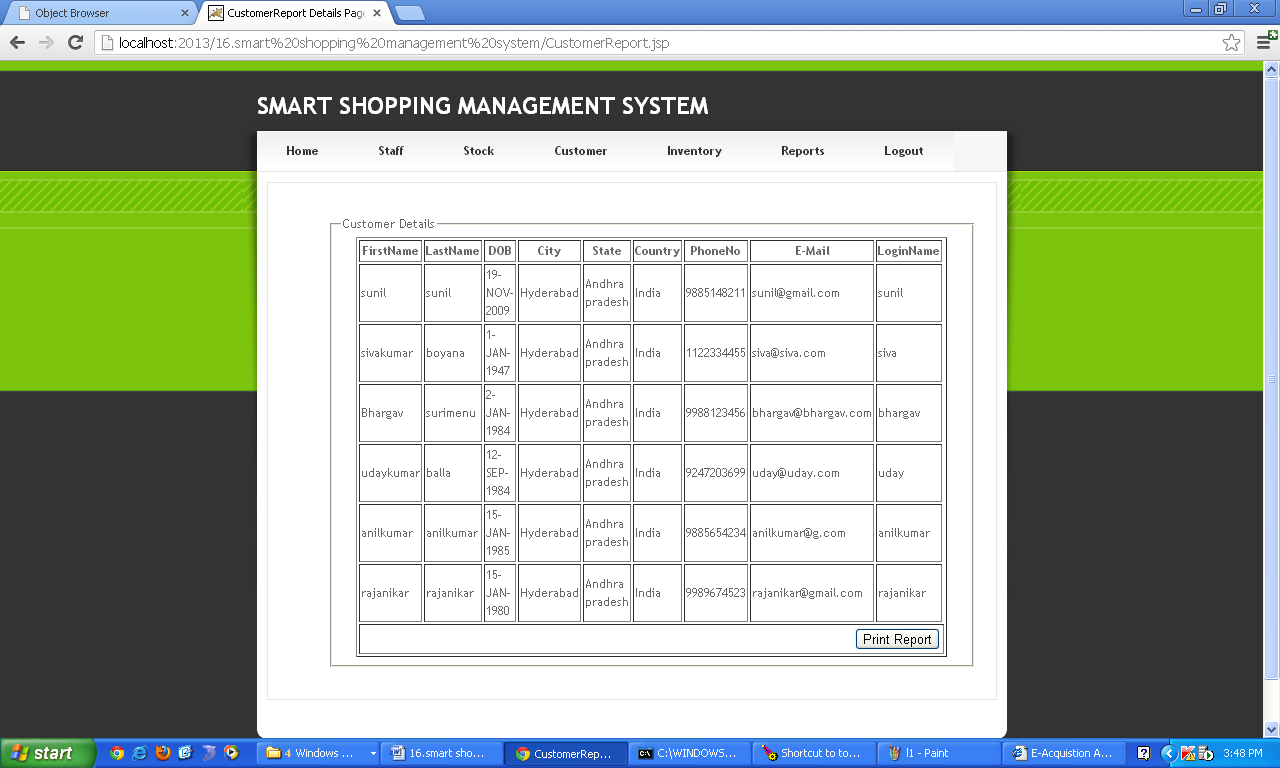 Object Browser
CustomerReport Details Page
localhost:2013/16.smart%20shopping%20management%20system/CustomerReport.jsp
SMART SHOPPING MANAGEMENT SYSTEM
Home Staff Stock Customer Inventory Reports Logout
Customer Details
FirstName LastName DOB City State Country PhoneNo E-Mail LoginName
sunil sunil 19-NOV-2009 Hyderabad Andhra pradesh India 9885148211 sunil@gmail.com sunil
sivakumar boyana 1-JAN-1947 Hyderabad Andhra pradesh India 1122334455 siva@siva.com siva
Bhargav surimenu 2-JAN-1984 Hyderabad Andhra pradesh India 9988123456 bhargav@bhargav.com bhargav
udaykumar balla 12-SEP-1984 Hyderabad Andhra pradesh India 9247203699 uday@uday.com uday
anilkumar anilkumar 15-JAN-1985 Hyderabad Andhra pradesh India 9885654234 anilkumar@g.com anilkumar
rajanikar rajanikar 15-JAN-1980 Hyderabad Andhra pradesh India 9989674523 rajanikar@gmail.com rajanikar
Print Report
start
4 Windows ...
16.smart sho...
CustomerRep...
C:\WINDOWS...
Shortcut to to...
l1 - Paint
E-Acquistion A...
3:48 PM